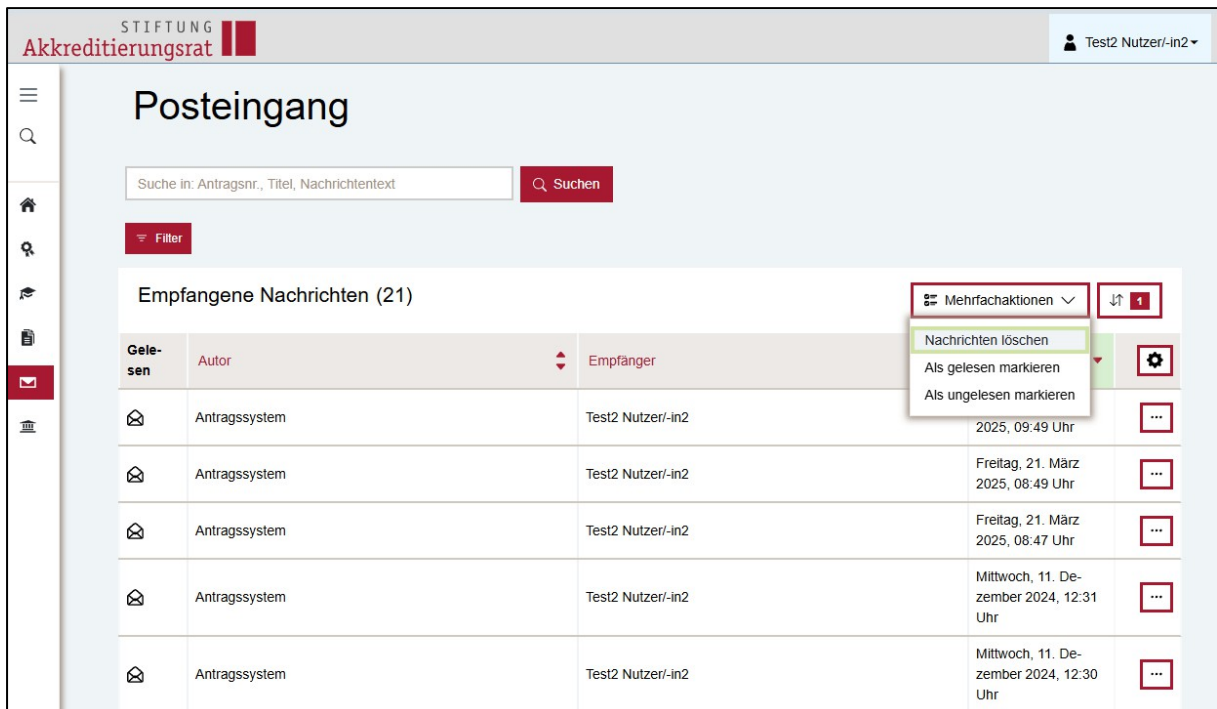 STIFTUNG
Akkreditierungsrat
Test2 Nutzer/-in2
Posteingang
Suche in: Antragsnr., Titel, Nachrichtentext
Suchen
Filter
Empfangene Nachrichten (21)
Mehrfachaktionen
1
Nachrichten löschen
Als gelesen markieren
Als ungelesen markieren
Gele-
sen
Autor
Empfänger
Antragssystem
Test2 Nutzer/-in2
2025, 09:49 Uhr
Antragssystem
Test2 Nutzer/-in2
Freitag, 21. März
2025, 08:49 Uhr
Antragssystem
Test2 Nutzer/-in2
Freitag, 21. März
2025, 08:47 Uhr
Antragssystem
Test2 Nutzer/-in2
Mittwoch, 11. De-
zember 2024, 12:31
Uhr
Antragssystem
Test2 Nutzer/-in2
Mittwoch, 11. De-
zember 2024, 12:30
Uhr